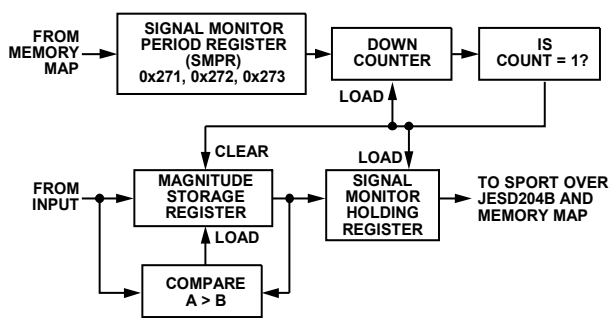 FROM
MEMORY
MAP
SIGNAL MONITOR
PERIOD REGISTER
(SMPR)
0x271, 0x272, 0x273
DOWN
COUNTER
IS
COUNT = 1?
LOAD
CLEAR
LOAD
FROM
INPUT
MAGNITUDE
STORAGE
REGISTER
SIGNAL
MONITOR
HOLDING
REGISTER
TO SPORT OVER
JESD204B AND
MEMORY MAP
LOAD
COMPARE
A > B